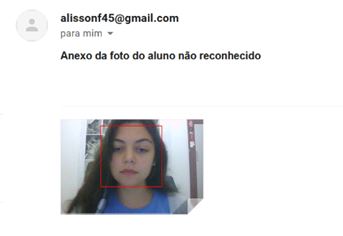 alissonf45@gmail.com
para mim
Anexo da foto do aluno não reconhecido